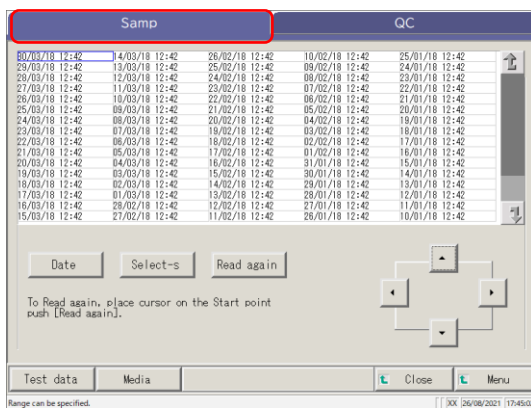 Samp QC
30/03/18 12:42 14/03/18 12:42 26/02/18 12:42 10/02/18 12:42 25/01/18 12:42
29/03/18 12:42 13/03/18 12:42 25/02/18 12:42 09/02/18 12:42 24/01/18 12:42
28/03/18 12:42 12/03/18 12:42 24/02/18 12:42 08/02/18 12:42 23/01/18 12:42
27/03/18 12:42 11/03/18 12:42 23/02/18 12:42 07/02/18 12:42 22/01/18 12:42
26/03/18 12:42 10/03/18 12:42 22/02/18 12:42 06/02/18 12:42 21/01/18 12:42
25/03/18 12:42 09/03/18 12:42 21/02/18 12:42 05/02/18 12:42 20/01/18 12:42
24/03/18 12:42 08/03/18 12:42 20/02/18 12:42 04/02/18 12:42 19/01/18 12:42
23/03/18 12:42 07/03/18 12:42 19/02/18 12:42 03/02/18 12:42 18/01/18 12:42
22/03/18 12:42 06/03/18 12:42 18/02/18 12:42 02/02/18 12:42 17/01/18 12:42
21/03/18 12:42 05/03/18 12:42 17/02/18 12:42 01/02/18 12:42 16/01/18 12:42
20/03/18 12:42 04/03/18 12:42 16/02/18 12:42 31/01/18 12:42 15/01/18 12:42
19/03/18 12:42 03/03/18 12:42 15/02/18 12:42 30/01/18 12:42 14/01/18 12:42
18/03/18 12:42 02/03/18 12:42 14/02/18 12:42 29/01/18 12:42 13/01/18 12:42
17/03/18 12:42 01/03/18 12:42 13/02/18 12:42 28/01/18 12:42 12/01/18 12:42
16/03/18 12:42 28/02/18 12:42 12/02/18 12:42 27/01/18 12:42 11/01/18 12:42
15/03/18 12:42 27/02/18 12:42 11/02/18 12:42 26/01/18 12:42 10/01/18 12:42
Date Select-s Read again
To Read again, place cursor on the Start point
push [Read again].
Test data Media Close Menu
Range can be specified. XX 26/08/2021 17:45:02